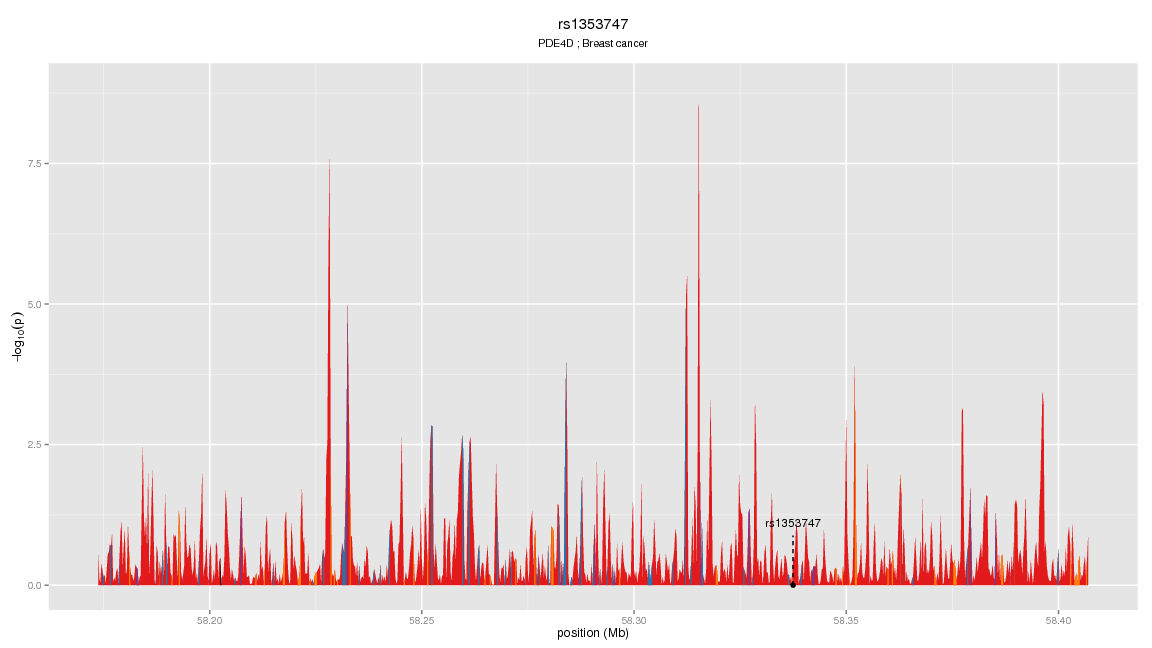 rs1353747
PDE4D ; Breast cancer
7.5
5.0
2.5
0.0
−log10(p)
rs1353747
58.20 58.25 58.30 58.35 58.40
position (Mb)